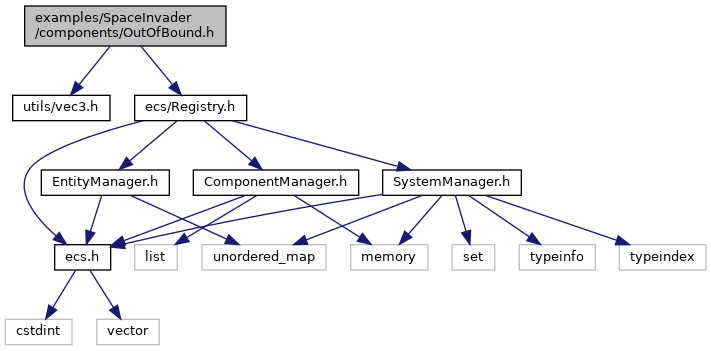 examples/SpaceInvader
/components/OutOfBound.h
utils/vec3.h
ecs/Registry.h
EntityManager.h
ComponentManager.h
SystemManager.h
ecs.h
list
unordered_map
memory
set
typeinfo
typeindex
cstdint
vector